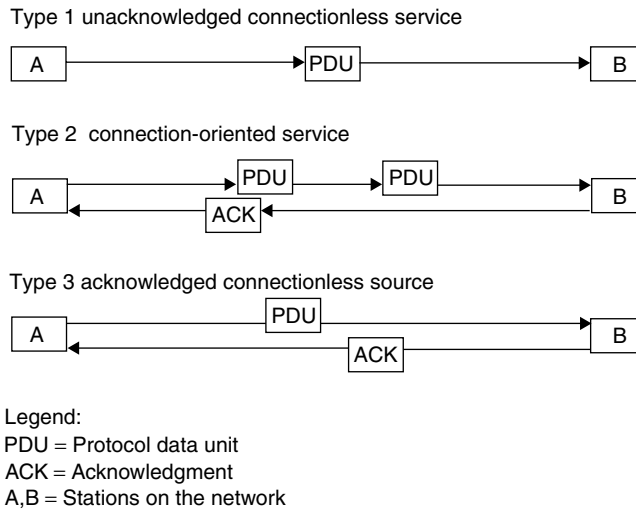 Type 1 unacknowledged connectionless service
A PDU B
Type 2 connection-oriented service
A PDU PDU B
ACK
Type 3 acknowledged connectionless source
A PDU B
ACK
Legend:
PDU = Protocol data unit
ACK = Acknowledgment
A,B = Stations on the network